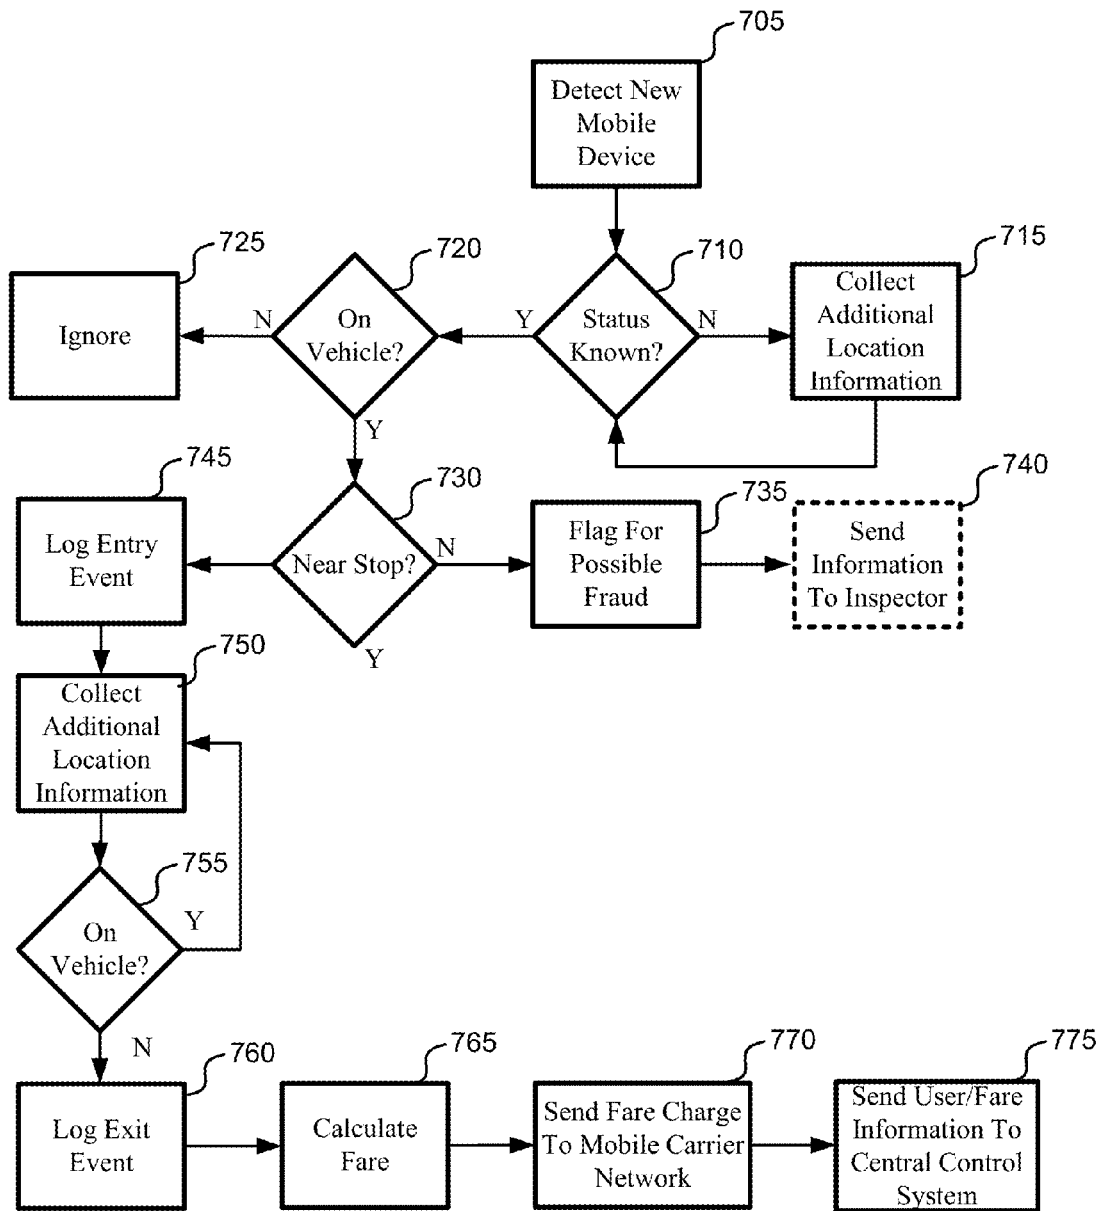 705
Detect New
Mobile
Device
725
Ignore
720
On
Vehicle?
N
Y
710
Status
Known?
Y
N
715
Collect
Additional
Location
Information
745
Log Entry
Event
730
Near Stop?
N
Y
735
Flag For
Possible
Fraud
740
Send
Information
To Inspector
750
Collect
Additional
Location
Information
755
On
Vehicle?
Y
N
760
Log Exit
Event
765
Calculate
Fare
770
Send Fare Charge
To Mobile Carrier
Network
775
Send User/Fare
Information To
Central Control
System